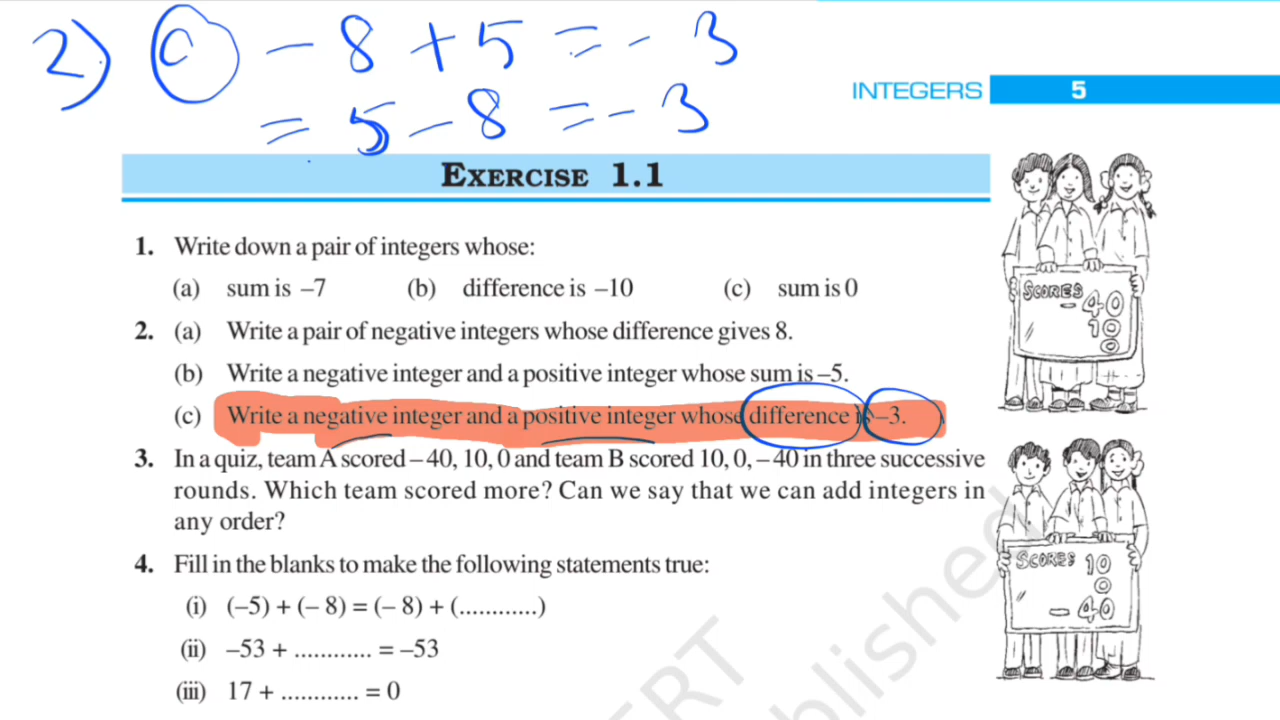 2) (c) -8 + 5 = -3
= 5 - 8 = -3
INTEGERS 5
EXERCISE 1.1
1. Write down a pair of integers whose:
(a) sum is –7 (b) difference is –10 (c) sum is 0
2. (a) Write a pair of negative integers whose difference gives 8.
(b) Write a negative integer and a positive integer whose sum is –5.
(c) Write a negative integer and a positive integer whose difference is –3.
3. In a quiz, team A scored – 40, 10, 0 and team B scored 10, 0, – 40 in three successive
rounds. Which team scored more? Can we say that we can add integers in
any order?
4. Fill in the blanks to make the following statements true:
(i) (–5) + (– 8) = (– 8) + (............)
(ii) –53 + ............ = –53
(iii) 17 + ............ = 0
SCORES
- 40
10
0
SCORES 10
0
- 40
blished